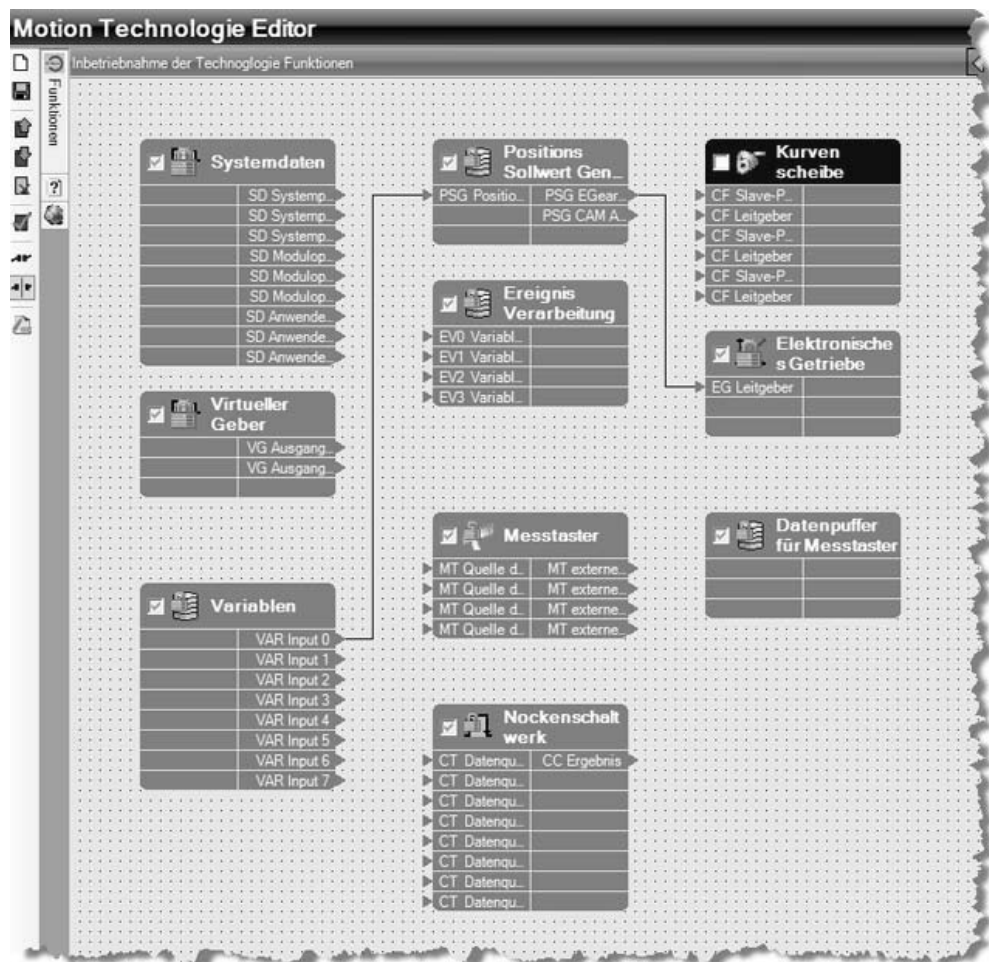 Motion Technologie Editor
Inbetriebnahme der Technoglogie Funktionen
Funktionen
Systemdaten
SD Systemp...
SD Systemp...
SD Systemp...
SD Modulop...
SD Modulop...
SD Modulop...
SD Anwende...
SD Anwende...
SD Anwende...
Virtueller
Geber
VG Ausgang...
VG Ausgang...
Variablen
VAR Input 0
VAR Input 1
VAR Input 2
VAR Input 3
VAR Input 4
VAR Input 5
VAR Input 6
VAR Input 7
Positions
Sollwert Gen...
PSG Positio... PSG EGear...
PSG CAM A...
Ereignis
Verarbeitung
EV0 Variabl...
EV1 Variabl...
EV2 Variabl...
EV3 Variabl...
Messtaster
MT Quelle d... MT externe...
MT Quelle d... MT externe...
MT Quelle d... MT externe...
MT Quelle d... MT externe...
Nockenschalt
werk
CT Datenqu... CC Ergebnis
CT Datenqu...
CT Datenqu...
CT Datenqu...
CT Datenqu...
CT Datenqu...
CT Datenqu...
CT Datenqu...
Kurven
scheibe
CF Slave-P...
CF Leitgeber
CF Slave-P...
CF Leitgeber
CF Slave-P...
CF Leitgeber
Elektronische
s Getriebe
EG Leitgeber
Datenpuffer
für Messtaster